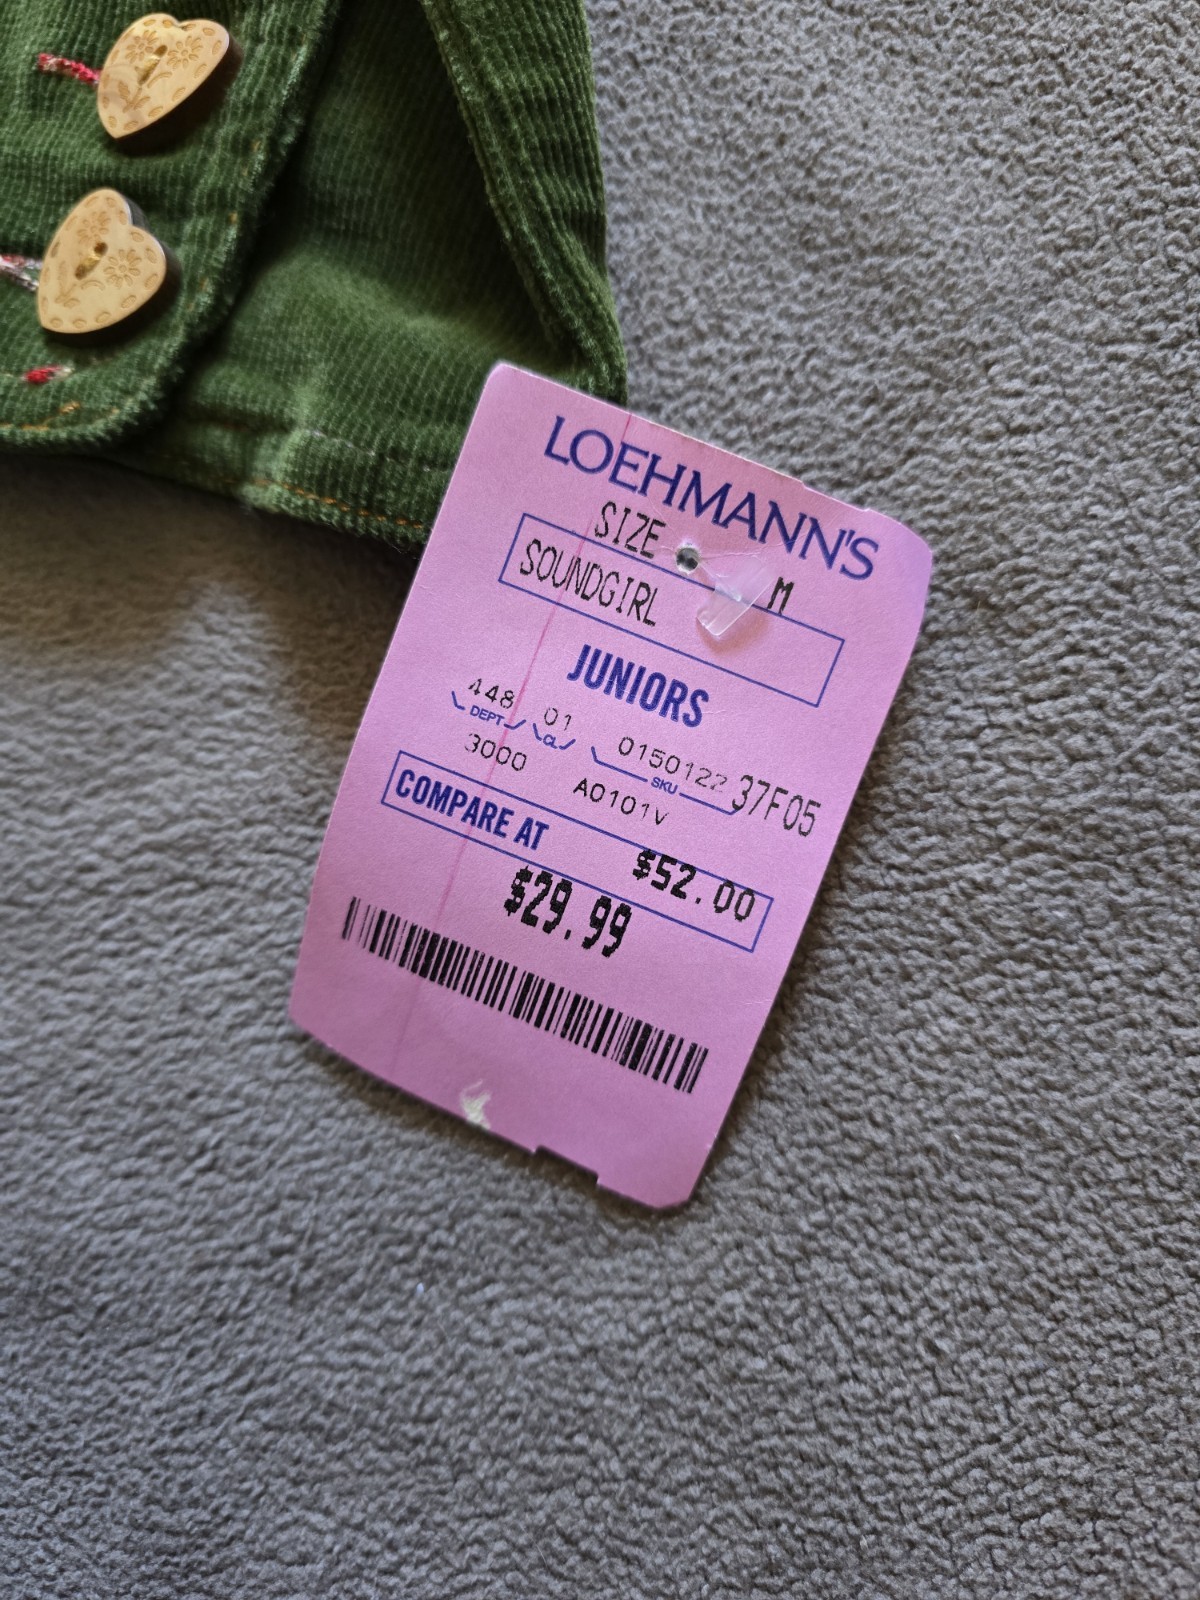 LOEHMANN'S
SIZE M
SOUNDGIRL
JUNIORS
448 01 0150122 37F05
DEPT CL SKU
3000 A0101V
COMPARE AT $52.00
$29.99